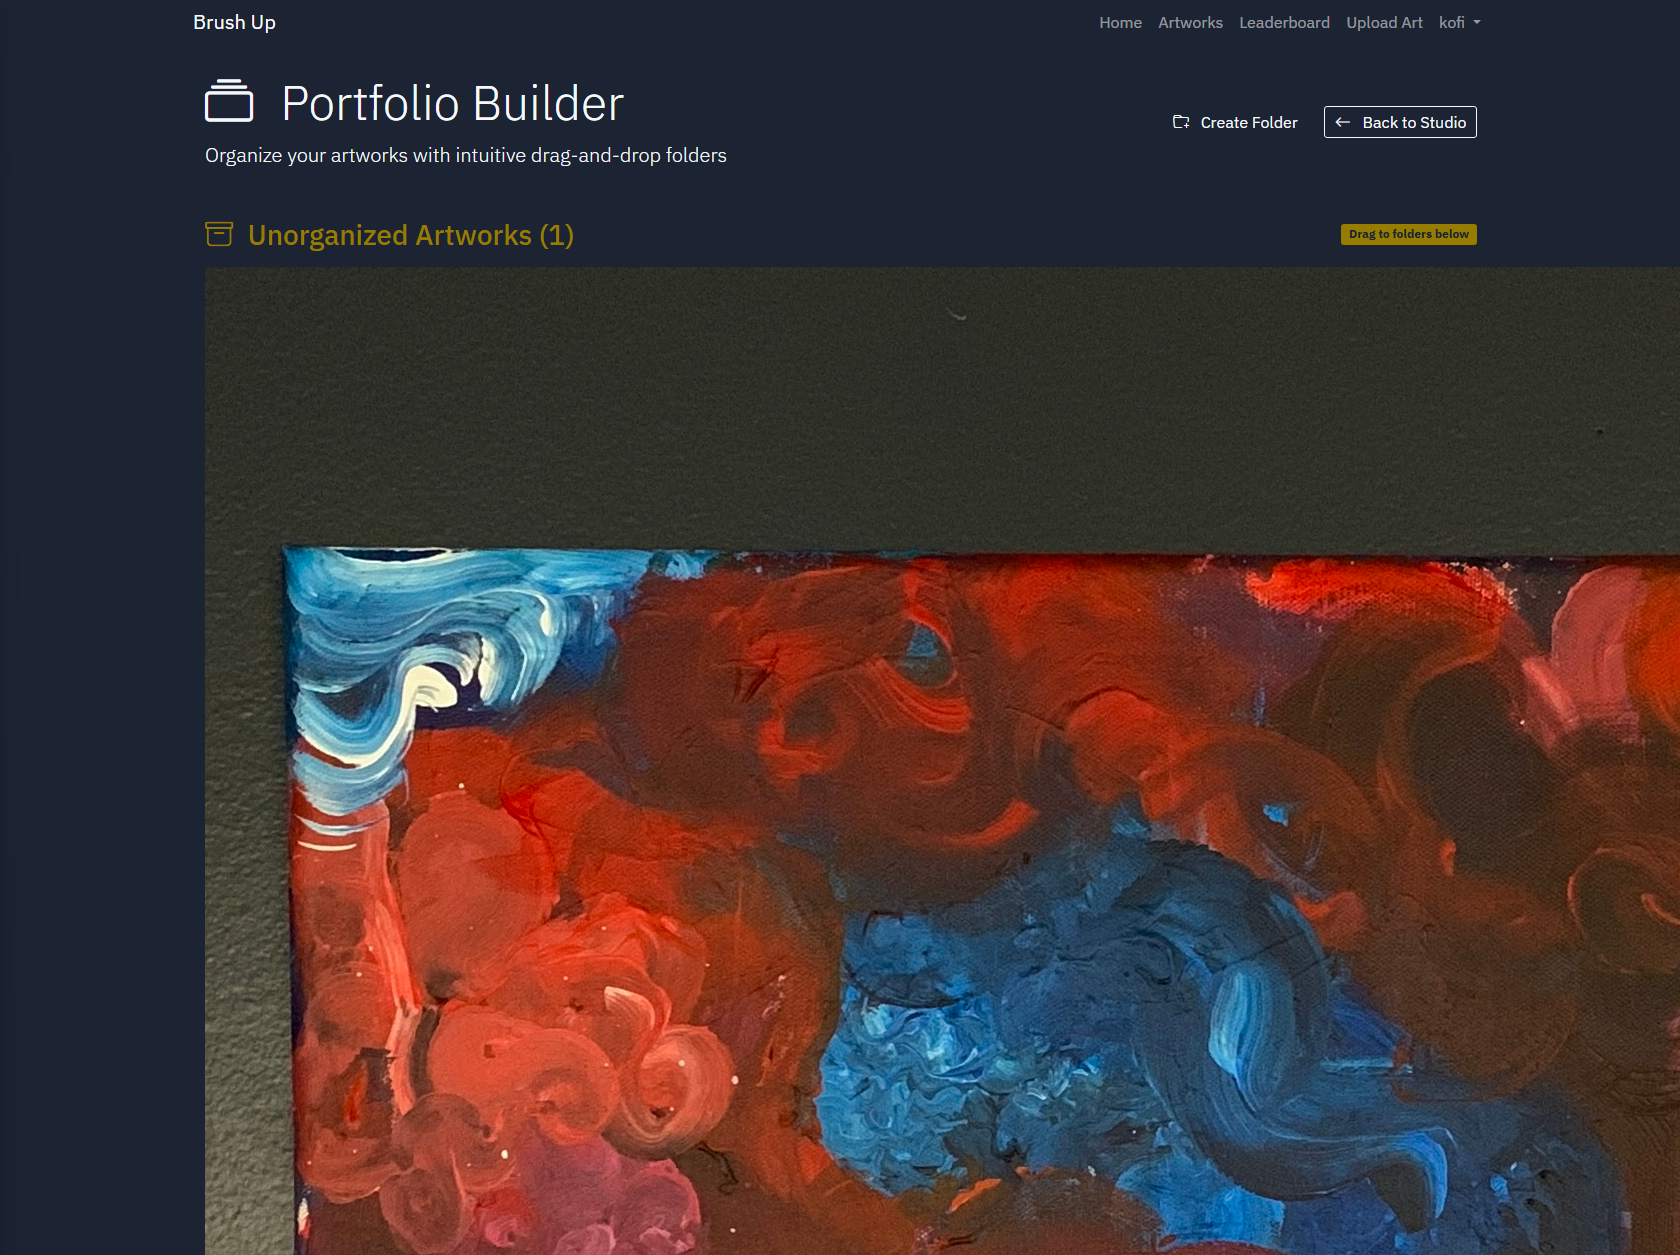 Brush Up
Home Artworks Leaderboard Upload Art kofi
Portfolio Builder
Organize your artworks with intuitive drag-and-drop folders
Create Folder
Back to Studio
Unorganized Artworks (1)
Drag to folders below